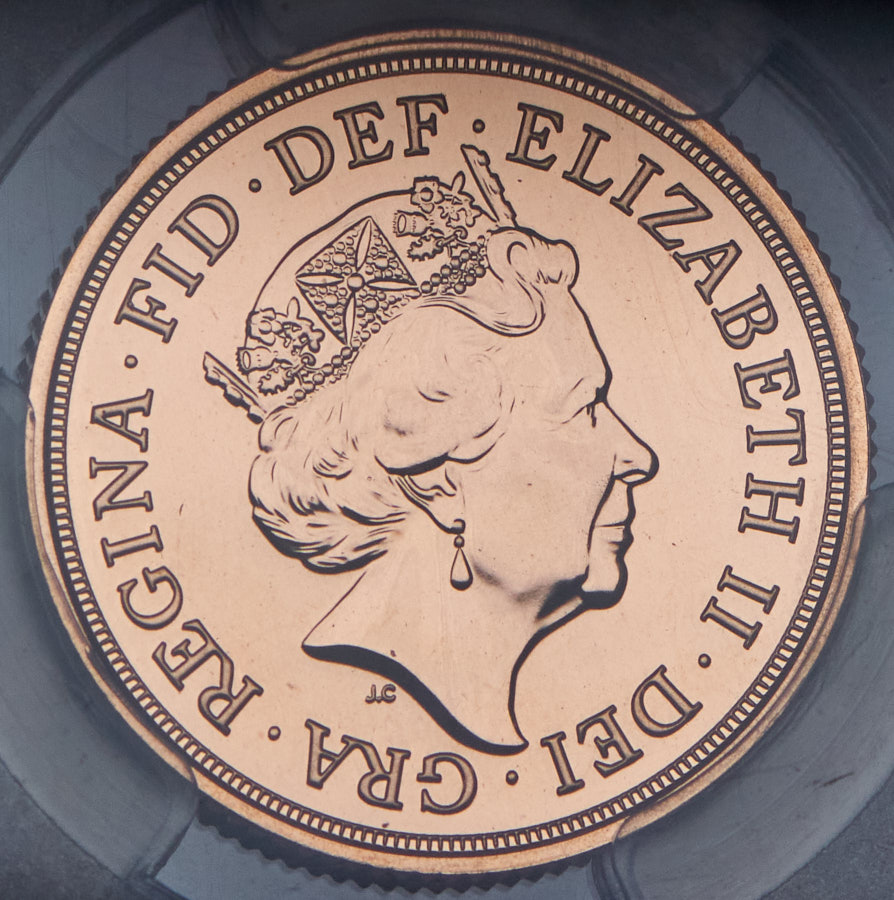 ELIZABETH II · DEI · GRA · REGINA · FID · DEF ·
J.C